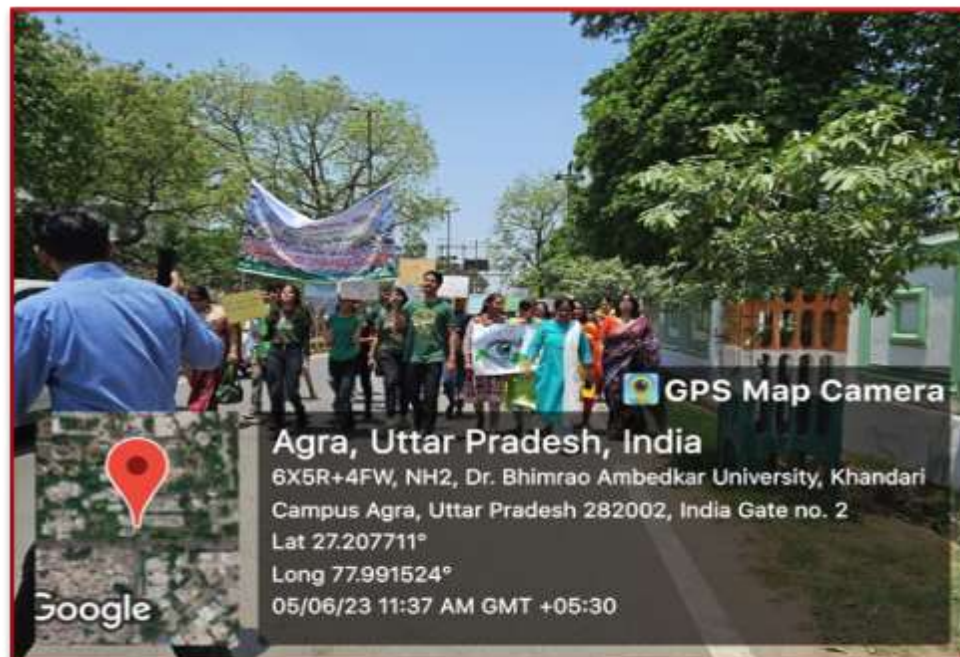 GPS Map Camera
Agra, Uttar Pradesh, India
6X5R+4FW, NH2, Dr. Bhimrao Ambedkar University, Khandari
Campus Agra, Uttar Pradesh 282002, India Gate no. 2
Lat 27.207711°
Long 77.991524°
05/06/23 11:37 AM GMT +05:30
Google